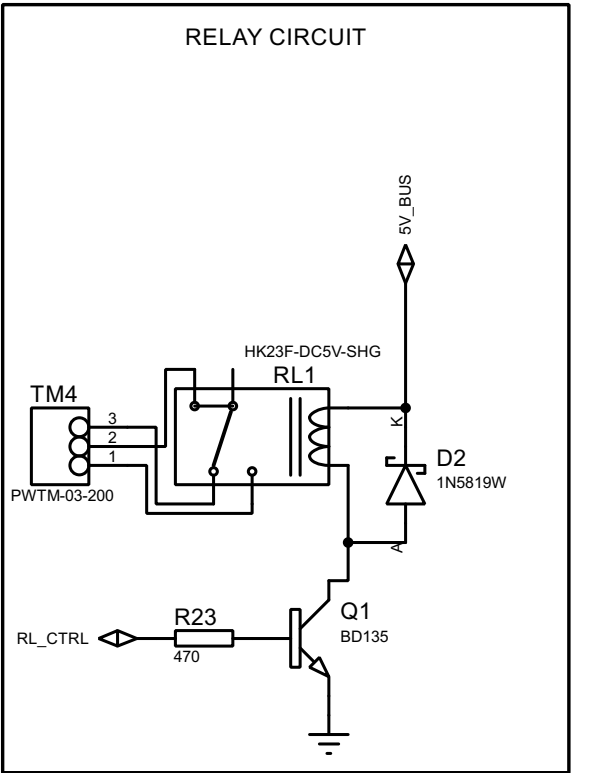 RELAY CIRCUIT
5V_BUS
HK23F-DC5V-SHG
RL1
TM4
3
2
1
PWTM-03-200
K
D2
1N5819W
A
Q1
BD135
R23
470
RL_CTRL